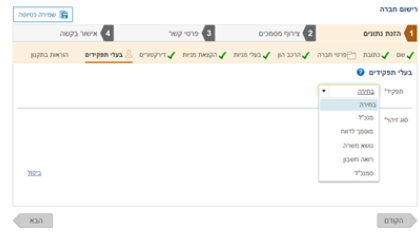 רישום חברה
שמירה כטיוטה
1 הזנת נתונים 2 צירוף מסמכים 3 פרטי קשר 4 אישור בקשה
שם כתובת פרטי חברה הרכב הון בעלי מניות הקצאת מניות דירקטורים בעלי תפקידים הוראות בתקנון
בעלי תפקידים ?
תפקיד* בחירה
בחירה
סוג זיהוי*
מנכ"ל
מוסמך לדווח
נושא משרה
רואה חשבון
סמנכ"ל
ביטול
הקודם
הבא